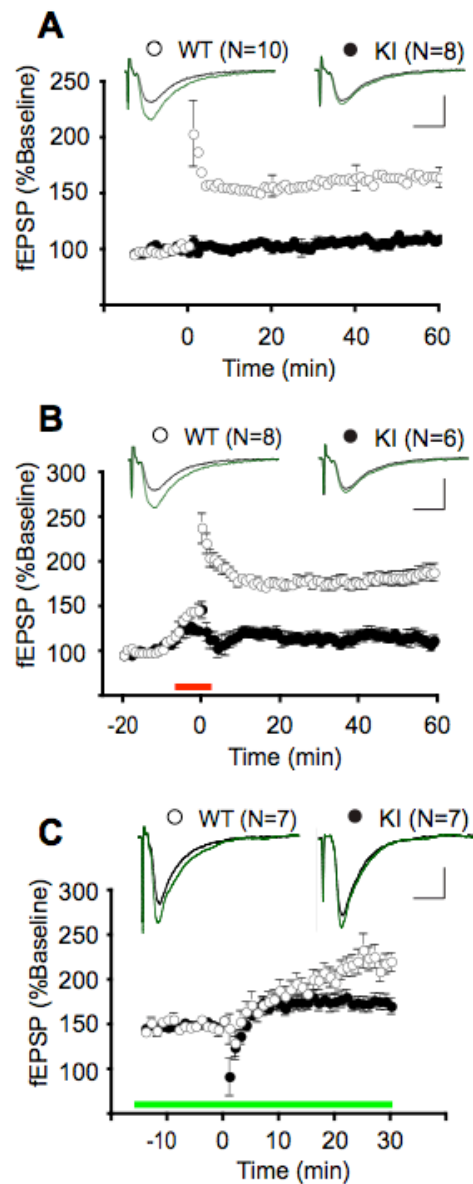 A
WT (N=10) KI (N=8)
fEPSP (%Baseline)
250
200
150
100
0 20 40 60
Time (min)
B
WT (N=8) KI (N=6)
fEPSP (%Baseline)
300
250
200
150
100
-20 0 20 40 60
Time (min)
C
WT (N=7) KI (N=7)
fEPSP (%Baseline)
300
250
200
150
100
-10 0 10 20 30
Time (min)